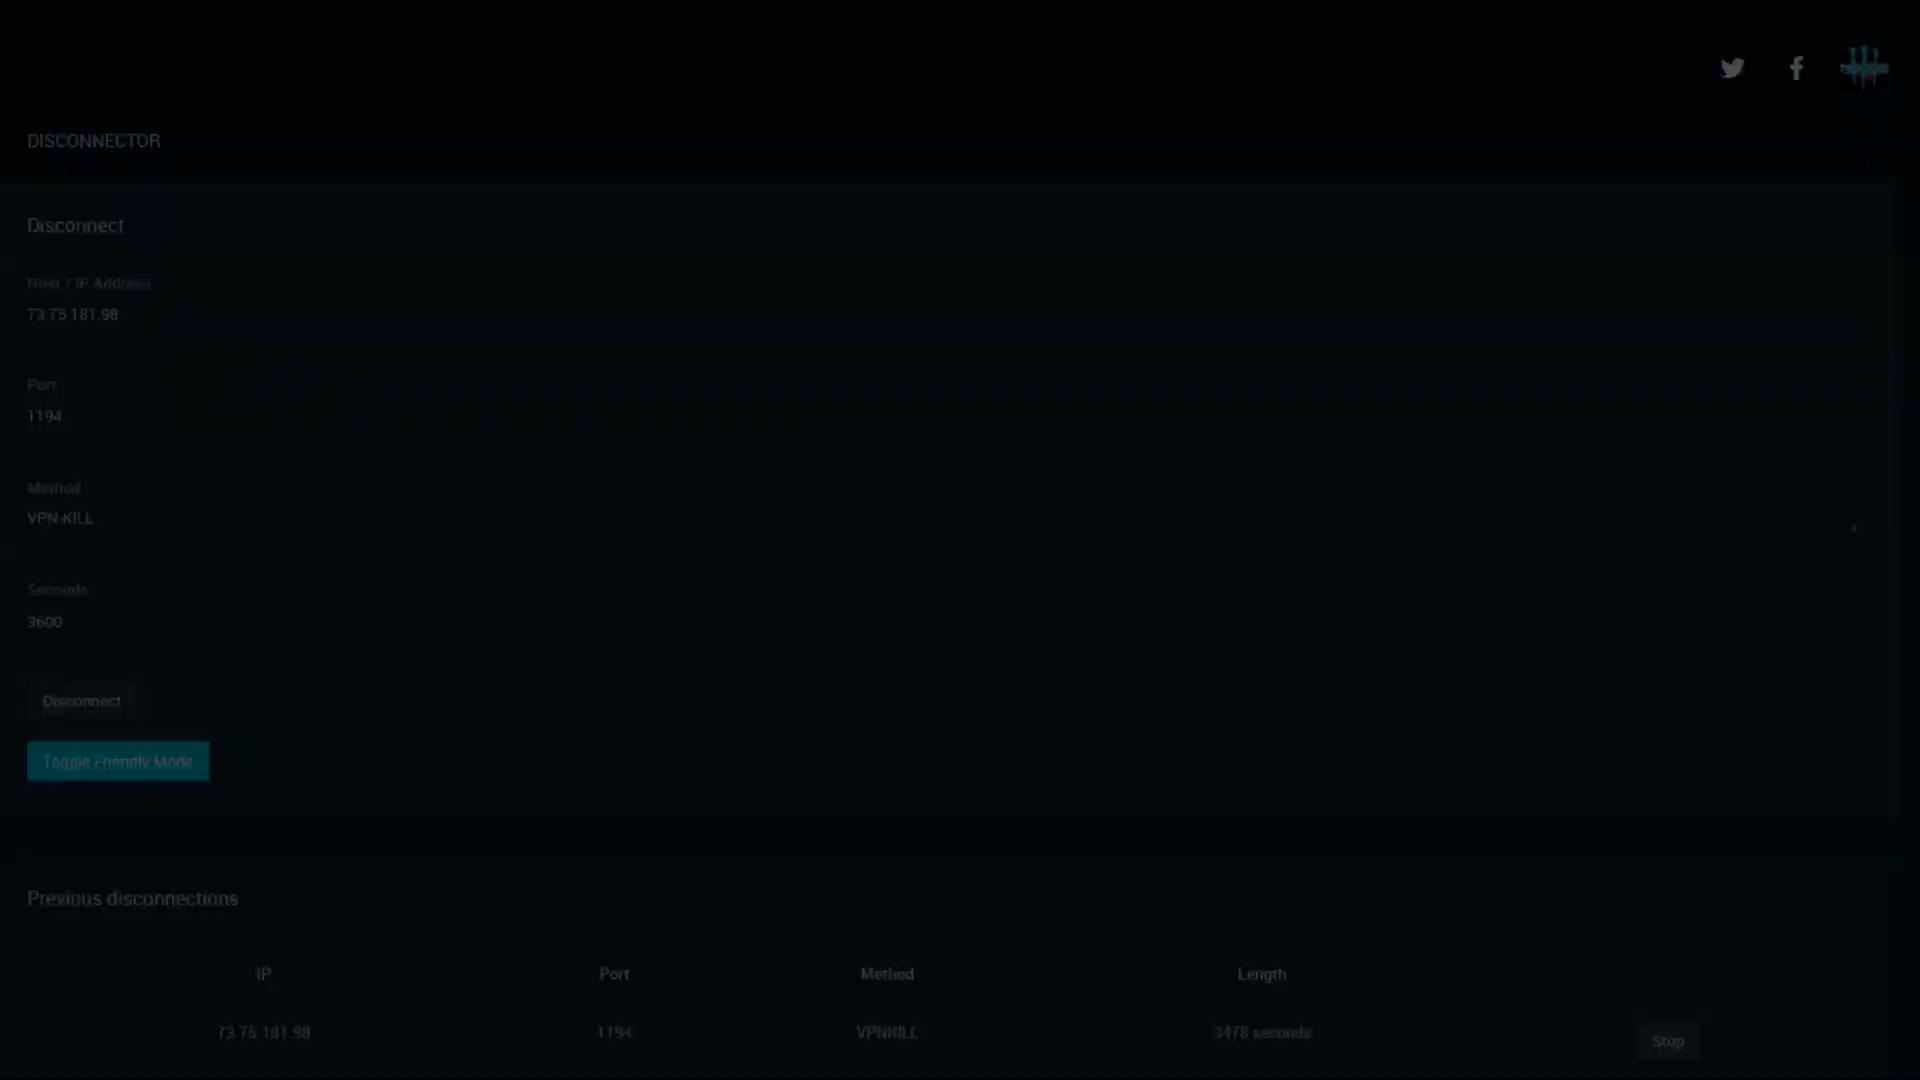 DISCONNECTOR
Disconnect
Host / IP Address
73.75.181.98
Port
1194
Method
VPN-KILL
Seconds
3600
Disconnect
Toggle Friendly Mode
Previous disconnections
IP Port Method Length
73.75.181.98 1194 VPNKILL 3478 seconds Stop